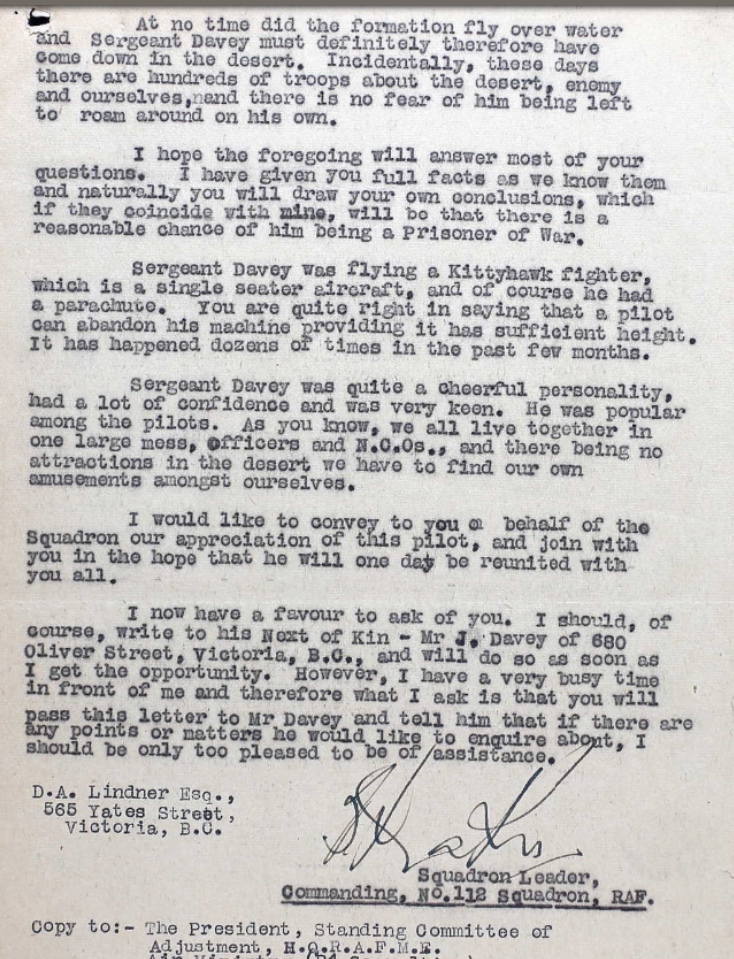 At no time did the formation fly over water
and Sergeant Davey must definitely therefore have
come down in the desert. Incidentally, these days
there are hundreds of troops about the desert, enemy
and ourselves,nand there is no fear of him being left
to roam around on his own.
I hope the foregoing will answer most of your
questions. I have given you full facts as we know them
and naturally you will draw your own conclusions, which
if they coincide with mine, will be that there is a
reasonable chance of him being a Prisoner of War.
Sergeant Davey was flying a Kittyhawk fighter,
which is a single seater aircraft, and of course he had
a parachute. You are quite right in saying that a pilot
can abandon his machine providing it has sufficient height.
It has happened dozens of times in the past few months.
Sergeant Davey was quite a cheerful personality,
had a lot of confidence and was very keen. He was popular
among the pilots. As you know, we all live together in
one large mess, officers and N.C.Os., and there being no
attractions in the desert we have to find our own
amusements amongst ourselves.
I would like to convey to you o behalf of the
Squadron our appreciation of this pilot, and join with
you in the hope that he will one day be reunited with
you all.
I now have a favour to ask of you. I should, of
course, write to his Next of Kin - Mr J. Davey of 680
Oliver Street, Victoria, B.C., and will do so as soon as
I get the opportunity. However, I have a very busy time
in front of me and therefore what I ask is that you will
pass this letter to Mr Davey and tell him that if there are
any points or matters he would like to enquire about, I
should be only too pleased to be of assistance.
D.A. Lindner Esq.,
565 Yates Street,
Victoria, B.C.
Squadron Leader,
Commanding, No.112 Squadron, RAF.
Copy to:- The President, Standing Committee of
Adjustment, H.Q.R.A.F.M.E.